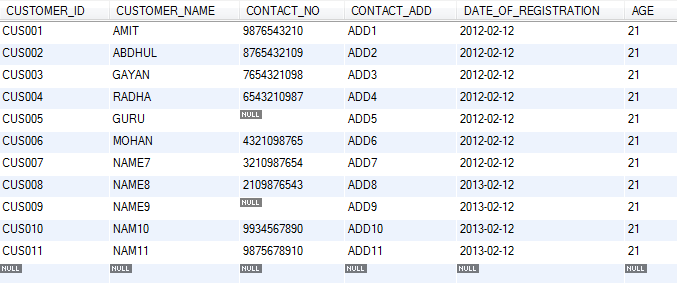 CUSTOMER_ID CUSTOMER_NAME CONTACT_NO CONTACT_ADD DATE_OF_REGISTRATION AGE
CUS001 AMIT 9876543210 ADD1 2012-02-12 21
CUS002 ABDHUL 8765432109 ADD2 2012-02-12 21
CUS003 GAYAN 7654321098 ADD3 2012-02-12 21
CUS004 RADHA 6543210987 ADD4 2012-02-12 21
CUS005 GURU NULL ADD5 2012-02-12 21
CUS006 MOHAN 4321098765 ADD6 2012-02-12 21
CUS007 NAME7 3210987654 ADD7 2012-02-12 21
CUS008 NAME8 2109876543 ADD8 2013-02-12 21
CUS009 NAME9 NULL ADD9 2013-02-12 21
CUS010 NAM10 9934567890 ADD10 2013-02-12 21
CUS011 NAM11 9875678910 ADD11 2013-02-12 21
NULL NULL NULL NULL NULL NULL